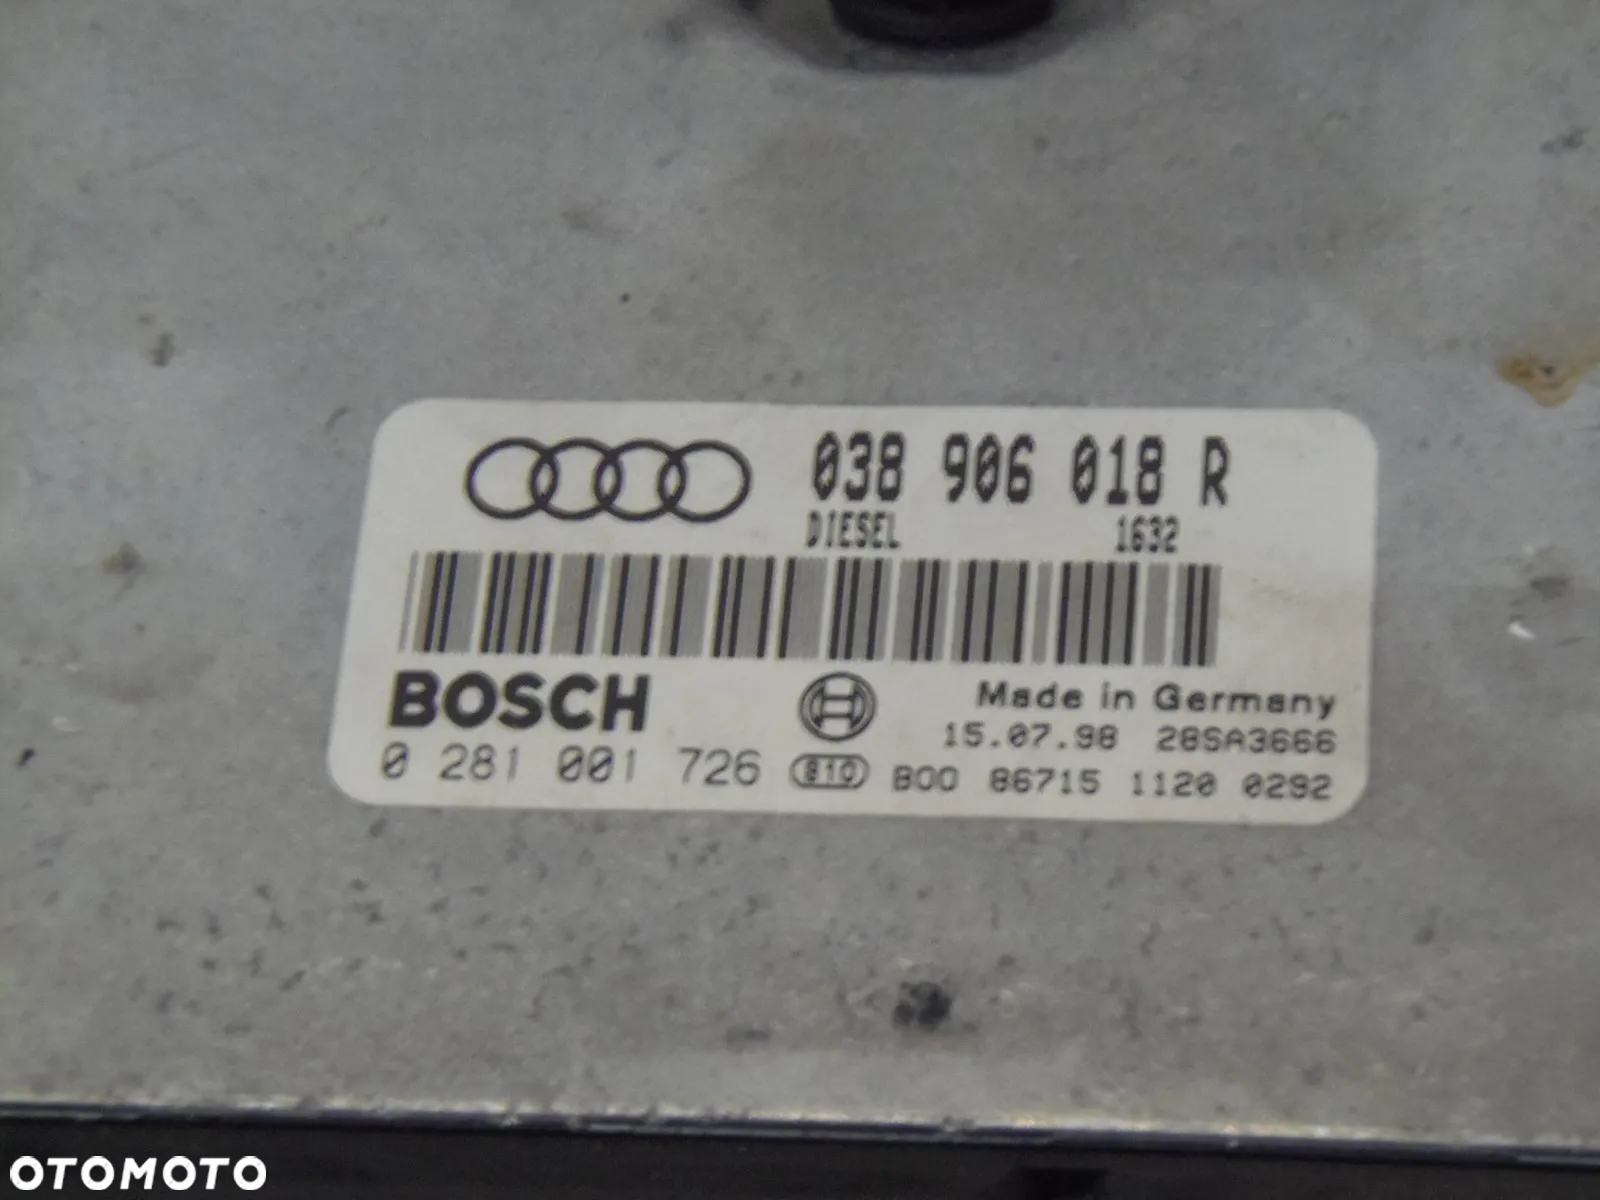 038 906 018 R
DIESEL 1632
BOSCH
Made in Germany
15.07.98 28SA3666
0 281 001 726 810 B00 86715 1120 0292
OTOMOTO